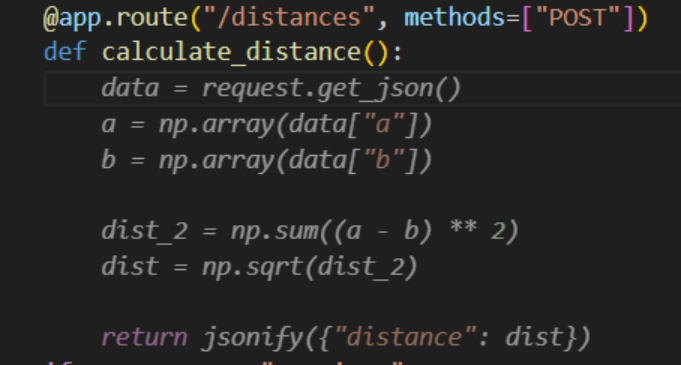 @app.route("/distances", methods=["POST"])
def calculate_distance():
    data = request.get_json()
    a = np.array(data["a"])
    b = np.array(data["b"])
    dist_2 = np.sum((a - b) ** 2)
    dist = np.sqrt(dist_2)
    return jsonify({"distance": dist})